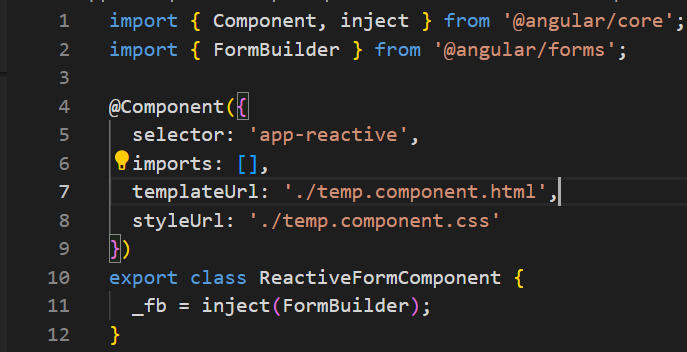 1 import { Component, inject } from '@angular/core';
2 import { FormBuilder } from '@angular/forms';
3
4 @Component({
5 selector: 'app-reactive',
6 imports: [],
7 templateUrl: './temp.component.html',
8 styleUrl: './temp.component.css'
9 })
10 export class ReactiveFormComponent {
11 _fb = inject(FormBuilder);
12 }